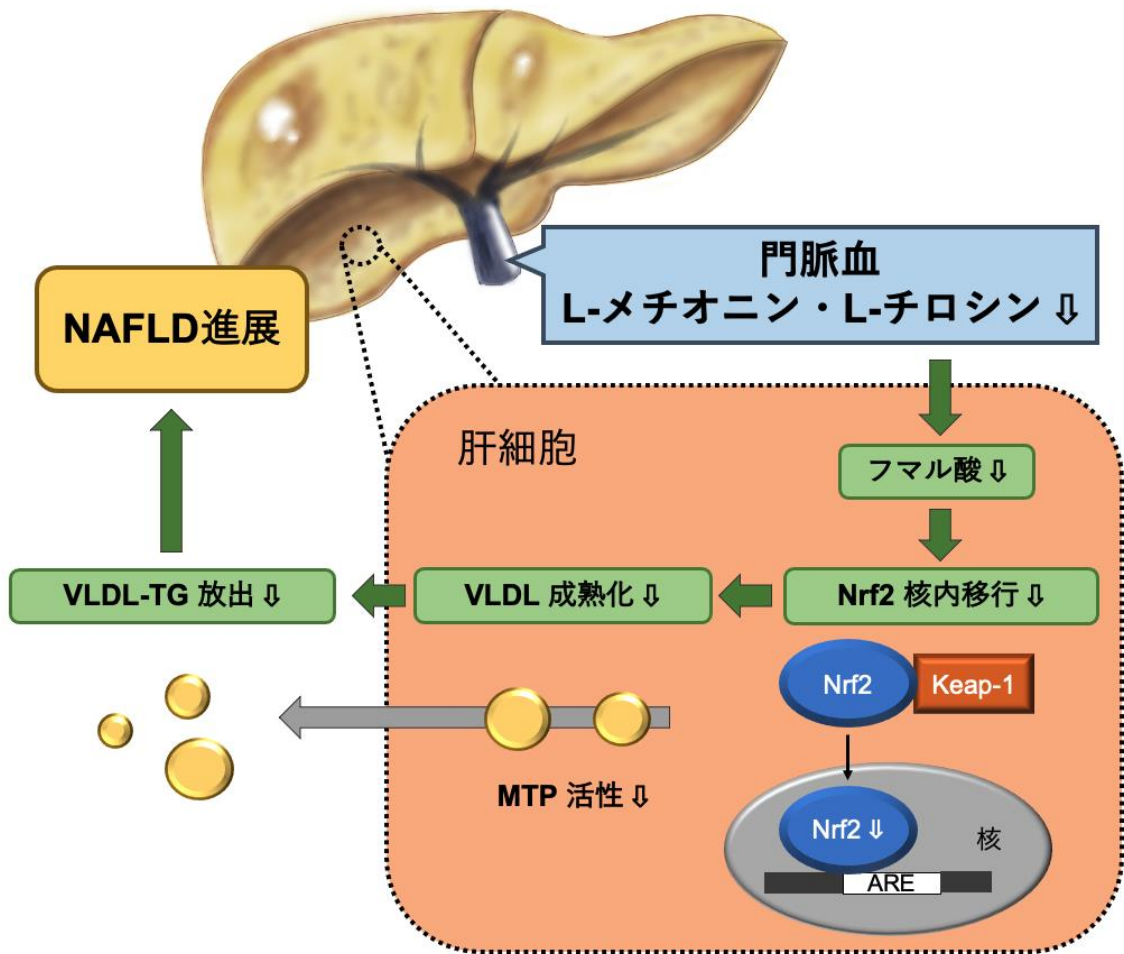 門脈血
L-メチオニン・L-チロシン⇩
NAFLD進展
肝細胞
フマル酸⇩
VLDL-TG 放出⇩
VLDL 成熟化⇩
Nrf2 核内移行⇩
Nrf2
Keap-1
MTP 活性⇩
Nrf2⇓
核
ARE